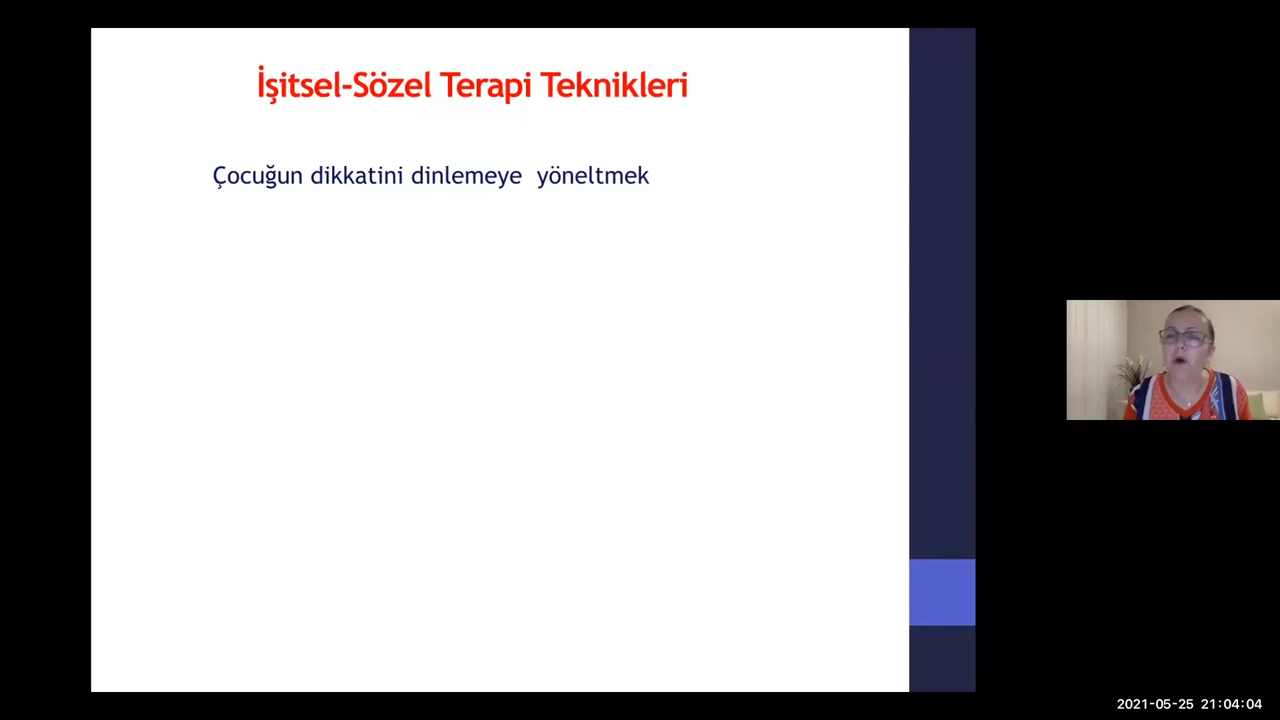 İşitsel-Sözel Terapi Teknikleri
Çocuğun dikkatini dinlemeye  yöneltmek
2021-05-25 21:04:04